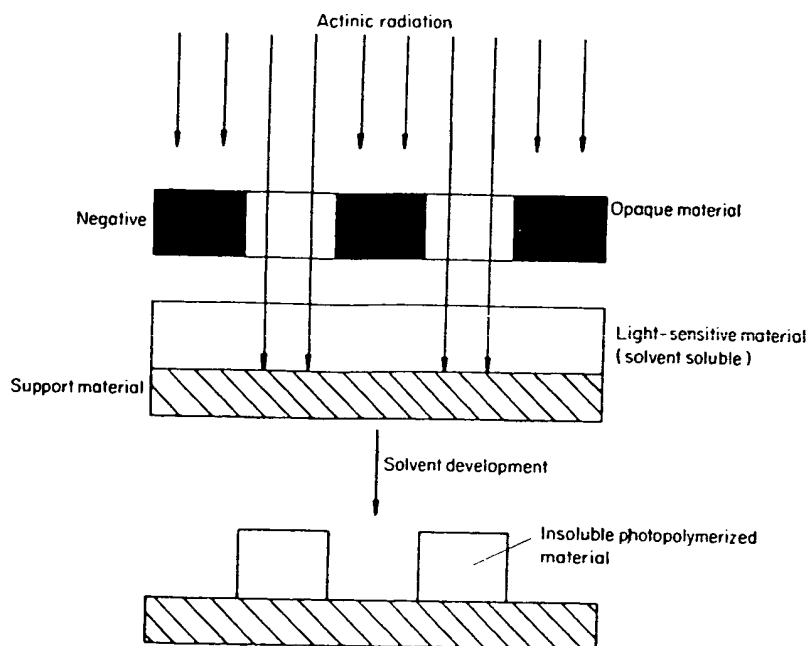 Actinic radiation
Negative
Opaque material
Light-sensitive material
(solvent soluble)
Support material
Solvent development
Insoluble photopolymerized
material